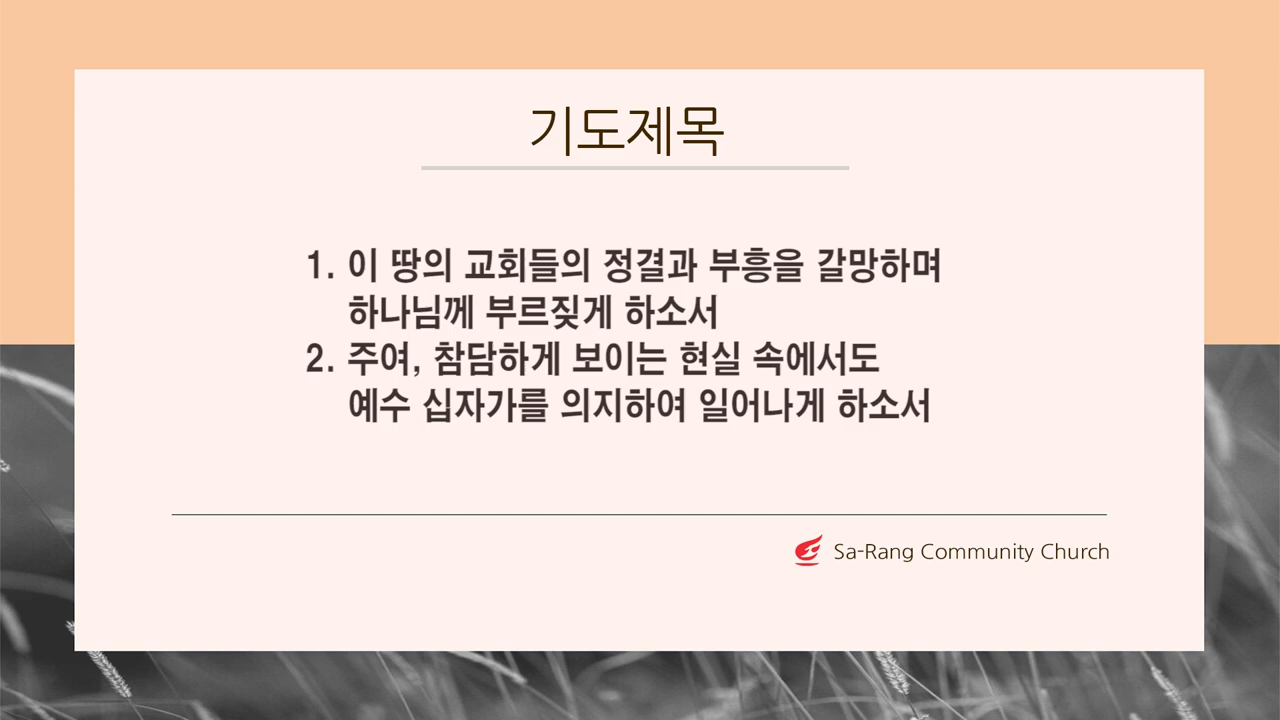 기도제목
1. 이 땅의 교회들의 정결과 부흥을 갈망하며
하나님께 부르짖게 하소서
2. 주여, 참담하게 보이는 현실 속에서도
예수 십자가를 의지하여 일어나게 하소서
Sa-Rang Community Church